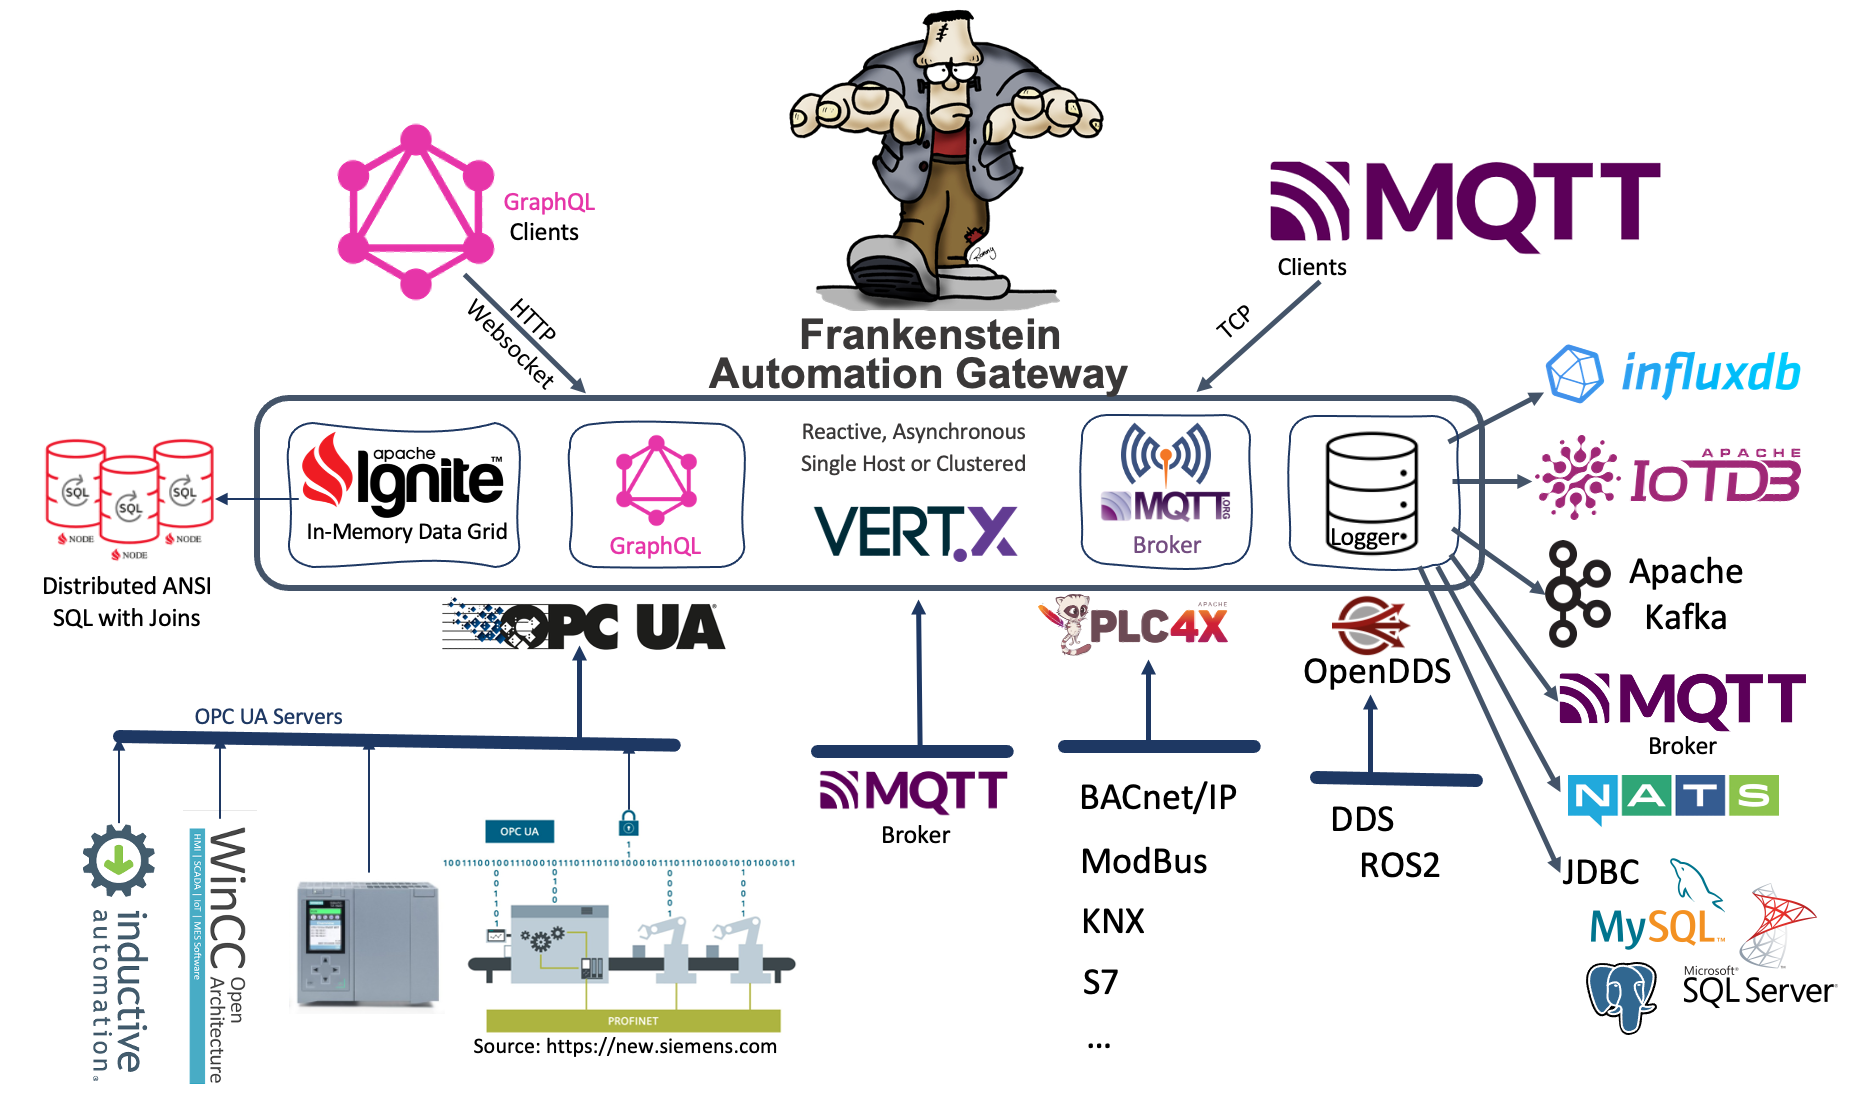 GraphQL
Clients
HTTP
Websocket
Ronny
Frankenstein
Automation Gateway
MQTT
Clients
TCP
APACHE
Ignite™
In-Memory Data Grid
GraphQL
Reactive, Asynchronous
Single Host or Clustered
VERT.X
MQTT.ORG
Broker
Logger
SQL
SQL
SQL
NODE
NODE
NODE
Distributed ANSI
SQL with Joins
influxdb
APACHE
IoTDB
Apache
Kafka
MQTT
Broker
NATS
JDBC
MySQL™
Microsoft®
SQL Server®
OPC UA
APACHE
PLC4X
OpenDDS
OPC UA Servers
MQTT
Broker
BACnet/IP
ModBus
KNX
S7
...
DDS
ROS2
inductive
automation®
WinCC
Open
Architecture
HMI | SCADA | IoT | MES Software
OPC UA
PROFINET
Source: https://new.siemens.com